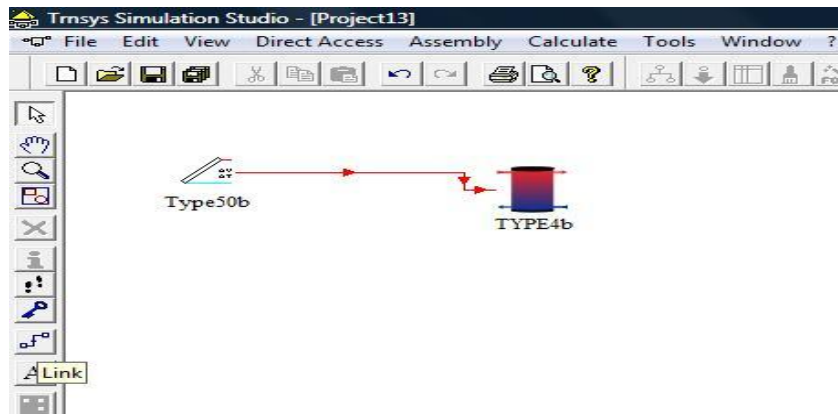 Trnsys Simulation Studio - [Project13]
File Edit View Direct Access Assembly Calculate Tools Window ?
Type50b
TYPE4b
Link